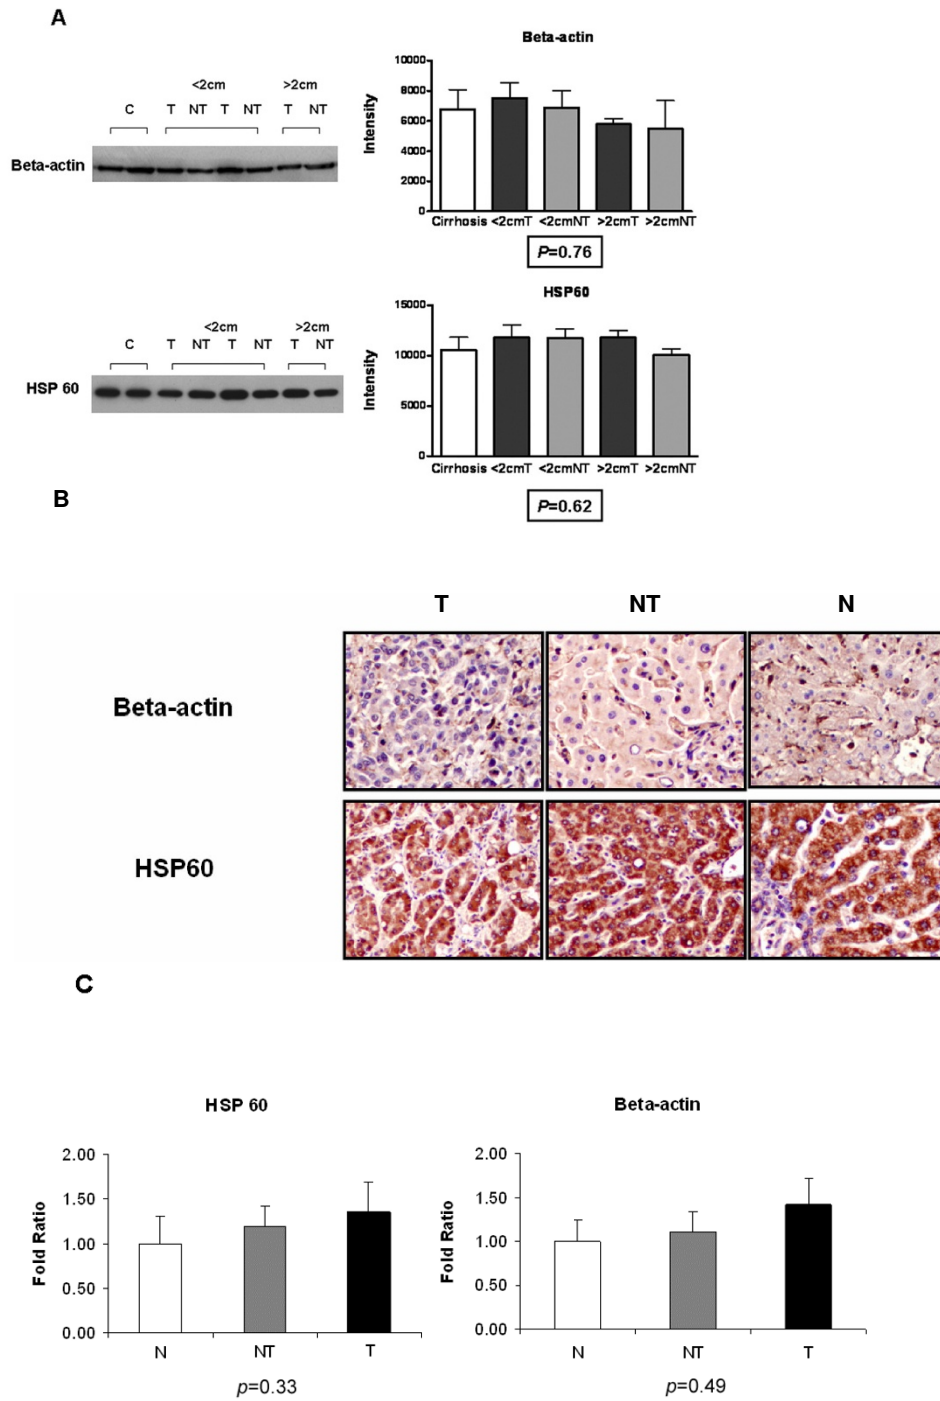 A
Beta-actin
<2cm >2cm
C T NT T NT T NT
Beta-actin
10000
8000
6000
4000
2000
0
Intensity
Cirrhosis <2cmT <2cmNT >2cmT >2cmNT
P=0.76
HSP60
<2cm >2cm
C T NT T NT T NT
HSP 60
15000
10000
5000
0
Intensity
Cirrhosis <2cmT <2cmNT >2cmT >2cmNT
P=0.62
B
T NT N
Beta-actin
HSP60
C
HSP 60
2.00
1.50
1.00
0.50
0.00
Fold Ratio
N NT T
p=0.33
Beta-actin
2.00
1.50
1.00
0.50
0.00
Fold Ratio
N NT T
p=0.49